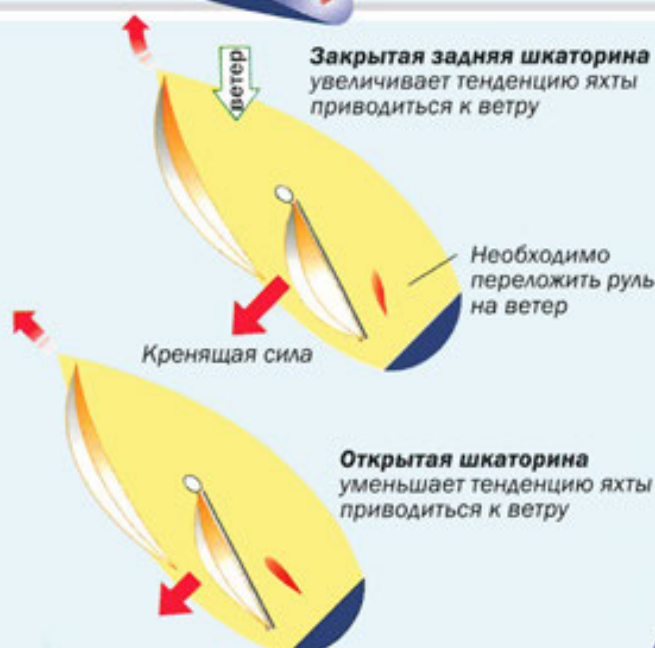 ветер
Закрытая задняя шкаторина
увеличивает тенденцию яхты
приводиться к ветру
Необходимо
переложить руль
на ветер
Кренящая сила
Открытая шкаторина
уменьшает тенденцию яхты
приводиться к ветру